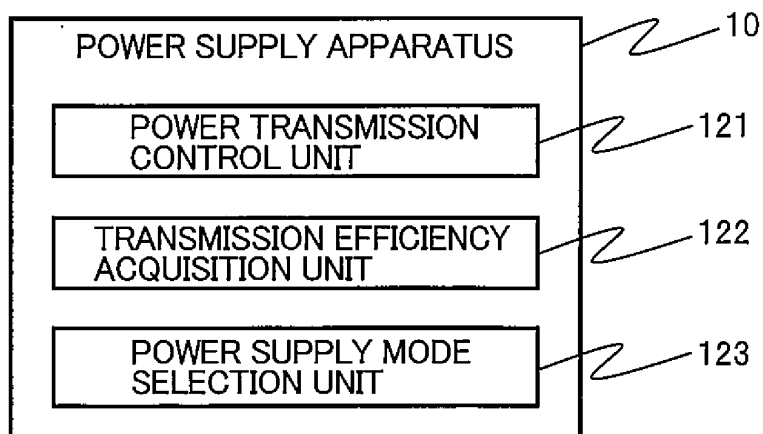 POWER SUPPLY APPARATUS
10
POWER TRANSMISSION
CONTROL UNIT
121
TRANSMISSION EFFICIENCY
ACQUISITION UNIT
122
POWER SUPPLY MODE
SELECTION UNIT
123